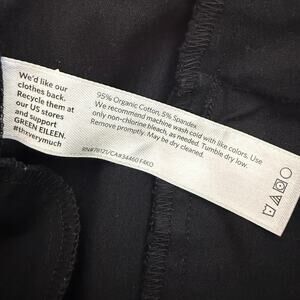 We'd like our
clothes back.
Recycle them at
our US stores
and support
GREEN EILEEN.
#thxverymuch
95% Organic Cotton, 5% Spandex
We recommend machine wash cold with like colors. Use
only non-chlorine bleach, as needed. Tumble dry low.
Remove promptly. May be dry cleaned.